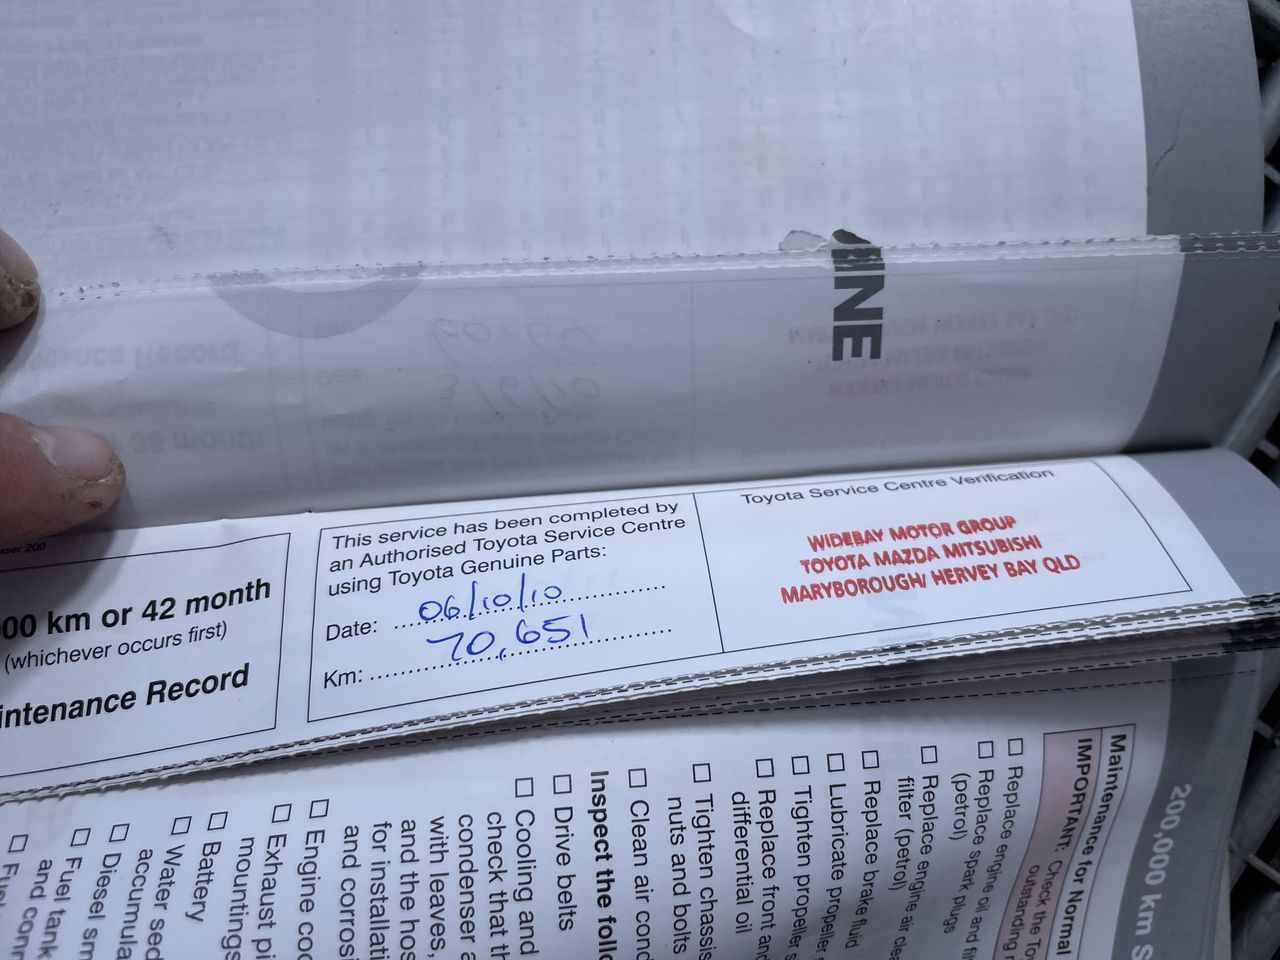 INE
iser 200
00 km or 42 month
(whichever occurs first)
intenance Record
This service has been completed by
an Authorised Toyota Service Centre
using Toyota Genuine Parts:
Date: 06/10/10
Km: 70,651
Toyota Service Centre Verification
WIDEBAY MOTOR GROUP
TOYOTA MAZDA MITSUBISHI
MARYBOROUGH/ HERVEY BAY QLD
200,000 km S
Maintenance for Normal
IMPORTANT: Check the To
outstanding
Replace engine oil and fil
Replace spark plugs
(petrol)
Replace engine air clea
filter (petrol)
Replace brake fluid
Lubricate propeller
Tighten propeller s
Replace front and
differential oil
Tighten chassis
nuts and bolts
Clean air cond
Inspect the follo
Drive belts
Cooling and
check that th
condenser a
with leaves,
and the hos
for installati
and corrosi
Engine coo
Exhaust pi
mountings
Battery
Water sed
accumula
Diesel sm
Fuel tank
and conn